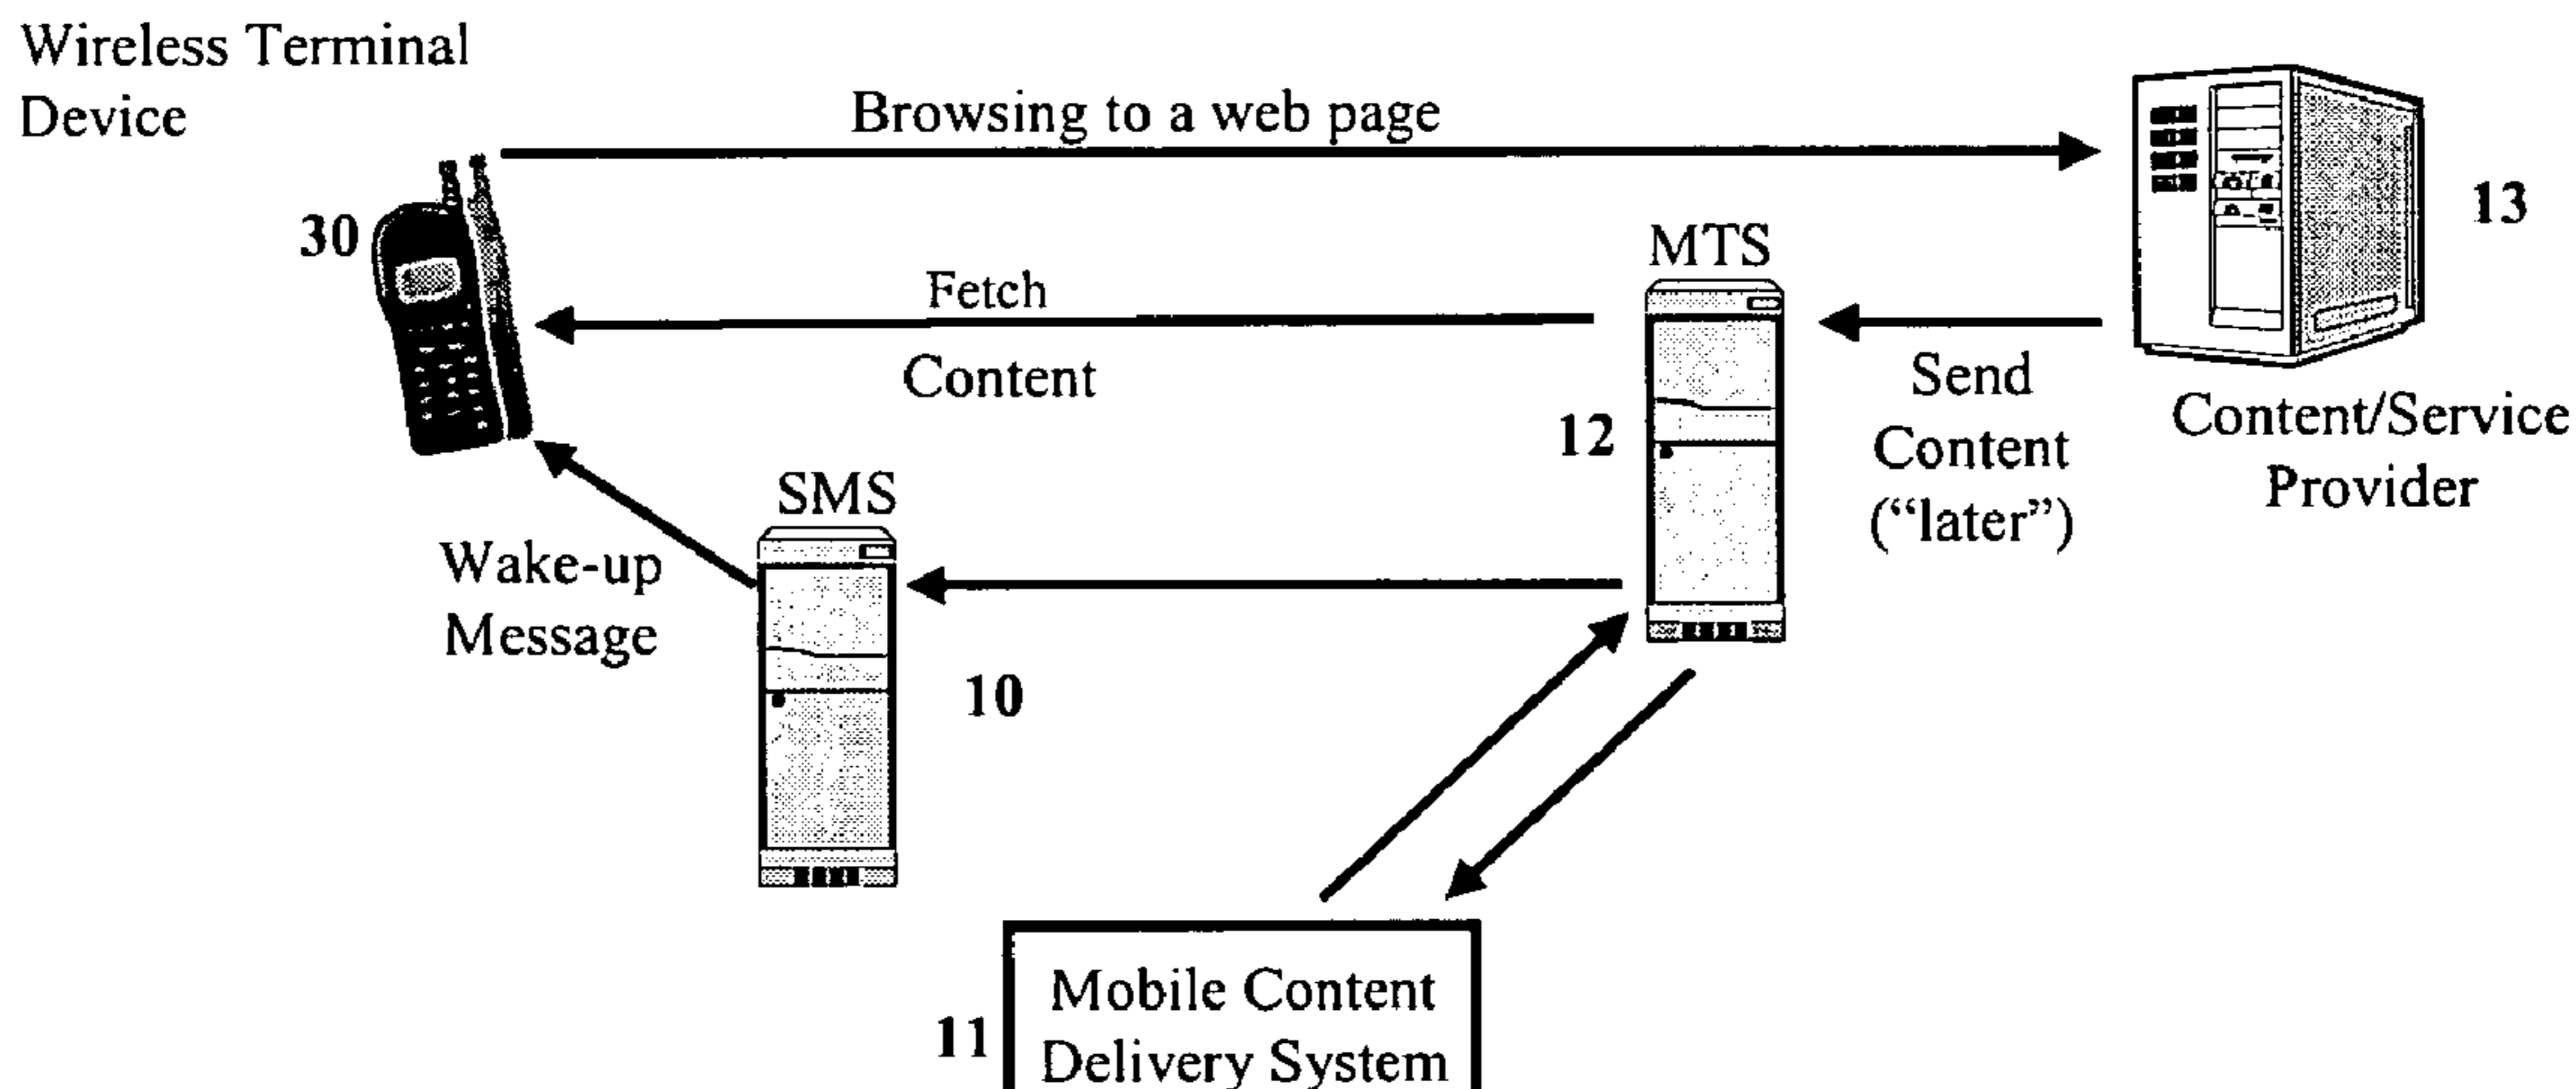 Wireless Terminal
Device
Browsing to a web page
30
13
MTS
Fetch
Content
Send
Content
("later")
12
Content/Service
Provider
SMS
Wake-up
Message
10
11
Mobile Content
Delivery System